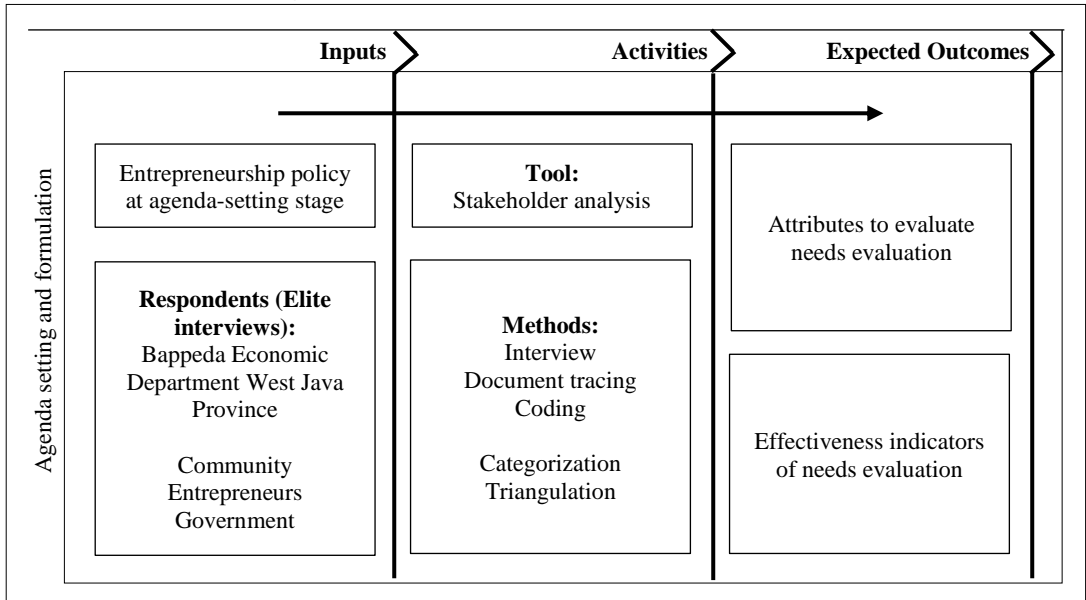 Inputs
Activities
Expected Outcomes
Agenda setting and formulation
Entrepreneurship policy
at agenda-setting stage
Respondents (Elite
interviews):
Bappeda Economic
Department West Java
Province
Community
Entrepreneurs
Government
Tool:
Stakeholder analysis
Methods:
Interview
Document tracing
Coding
Categorization
Triangulation
Attributes to evaluate
needs evaluation
Effectiveness indicators
of needs evaluation